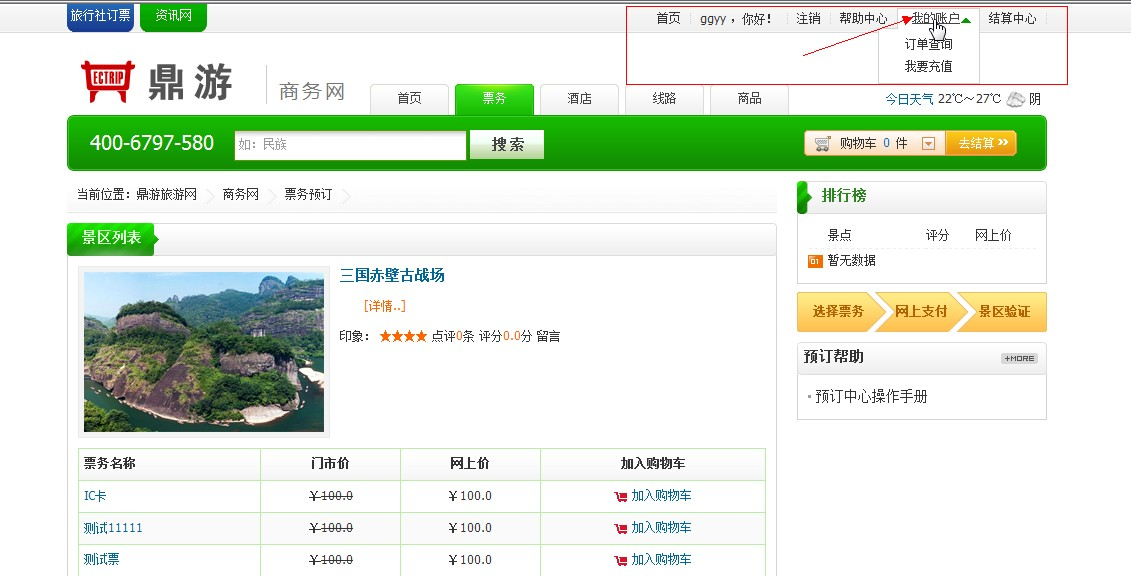 旅行社订票 资讯网 首页 ggyy ，你好！ 注销 帮助中心 我的账户 结算中心
订单查询
我要充值
ECTRIP 鼎游 商务网 首页 票务 酒店 线路 商品 今日天气 22℃～27℃ 阴
400-6797-580 如：民族 搜索 购物车 0 件 去结算
当前位置：鼎游旅游网 商务网 票务预订
排行榜
景点 评分 网上价
01 暂无数据
选择票务 网上支付 景区验证
预订帮助 +MORE
预订中心操作手册
景区列表
三国赤壁古战场
[详情..]
印象： ★★★★ 点评0条 评分0.0分 留言
票务名称 门市价 网上价 加入购物车
IC卡 ￥100.0 ￥100.0 加入购物车
测试11111 ￥100.0 ￥100.0 加入购物车
测试票 ￥100.0 ￥100.0 加入购物车